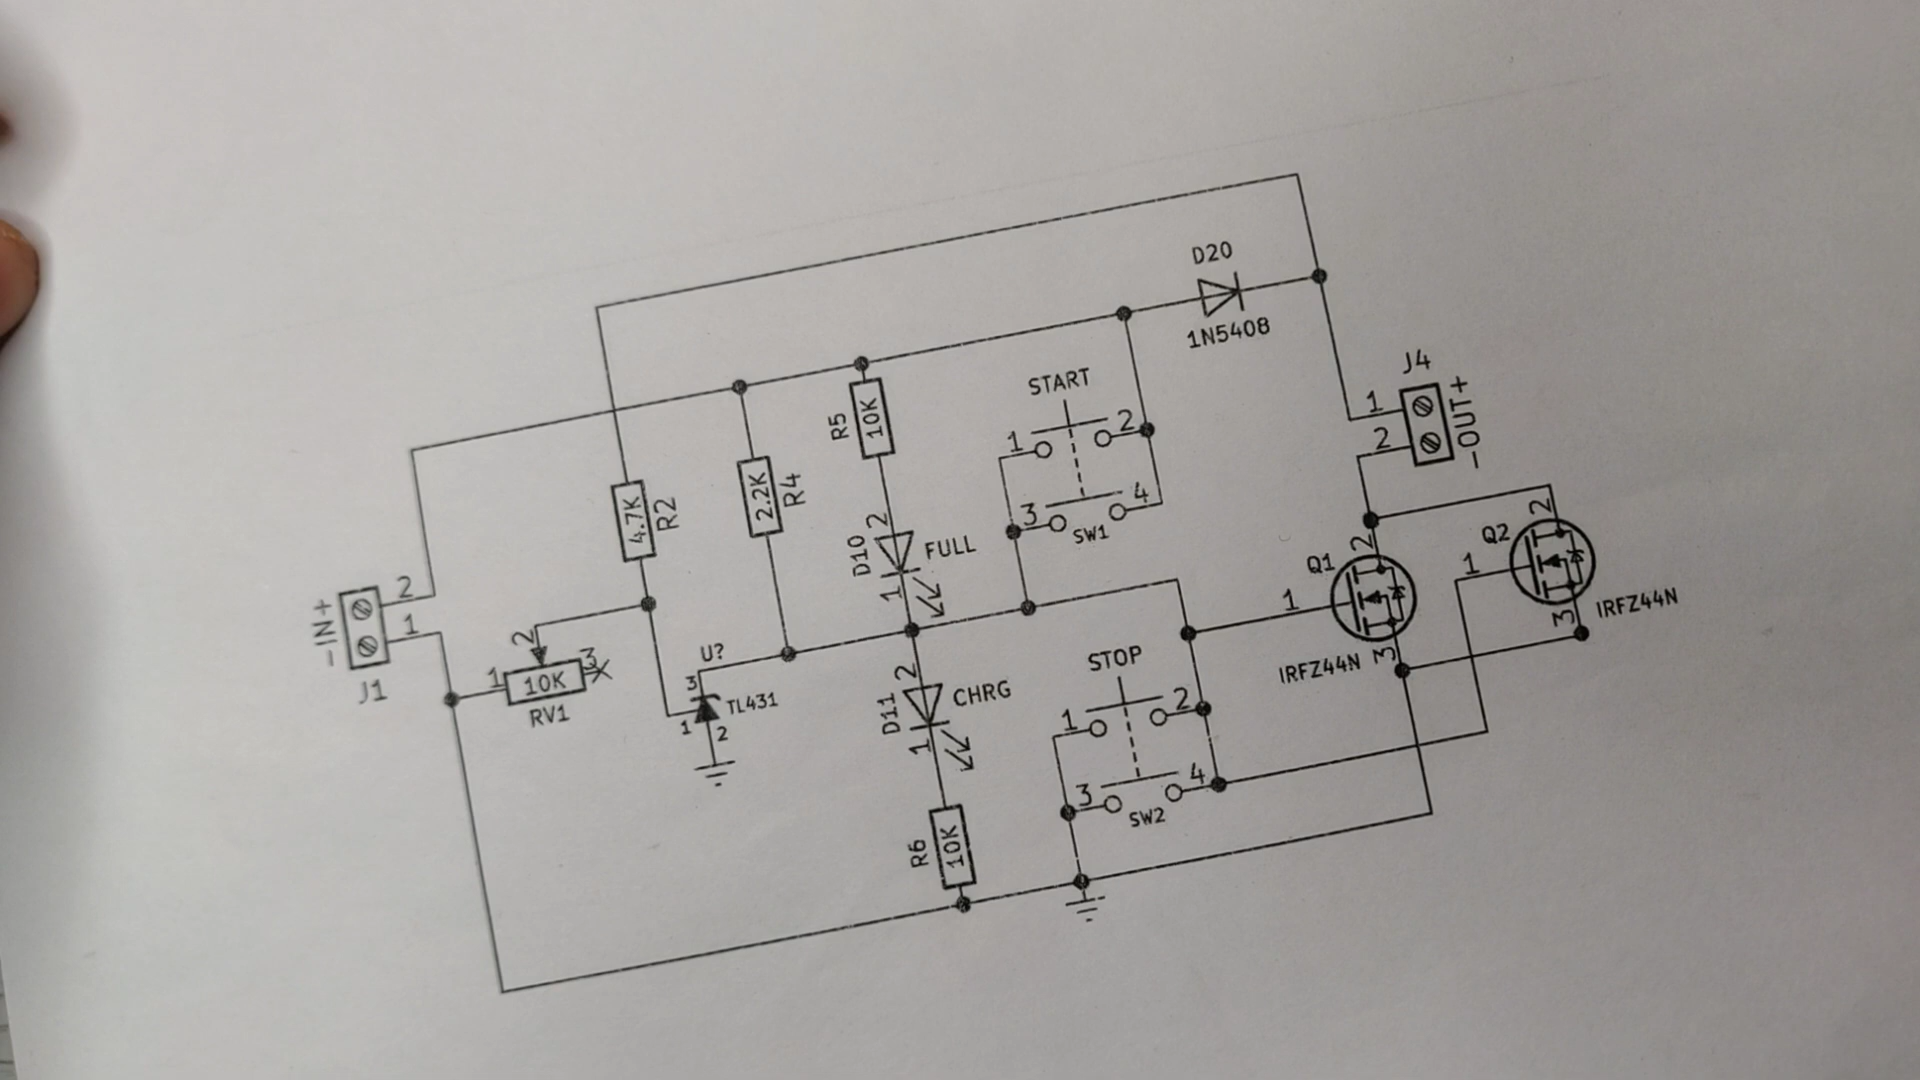 D20
1N5408
J4
1
2
-OUT+
START
1
2
3
4
SW1
R5
10K
R4
2.2K
R2
4.7K
D10
2
1
FULL
-IN+
2
1
J1
1
2
3
10K
RV1
U?
3
TL431
1
2
D11
2
1
CHRG
R6
10K
STOP
1
2
3
4
SW2
Q1
1
2
3
IRFZ44N
Q2
1
2
3
IRFZ44N